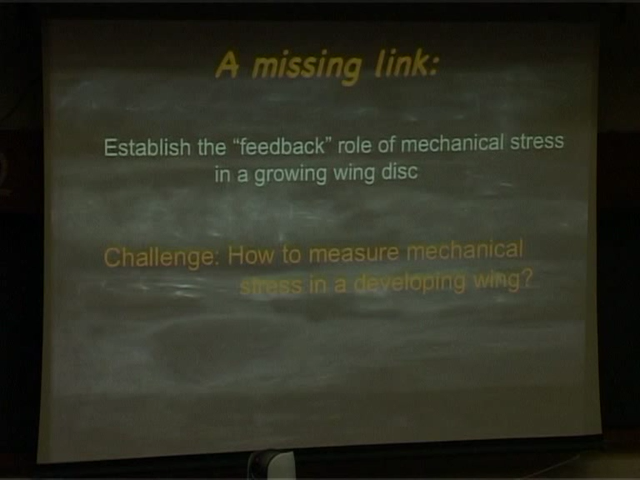 A missing link:
Establish the “feedback” role of mechanical stress
in a growing wing disc
Challenge: How to measure mechanical
stress in a developing wing?